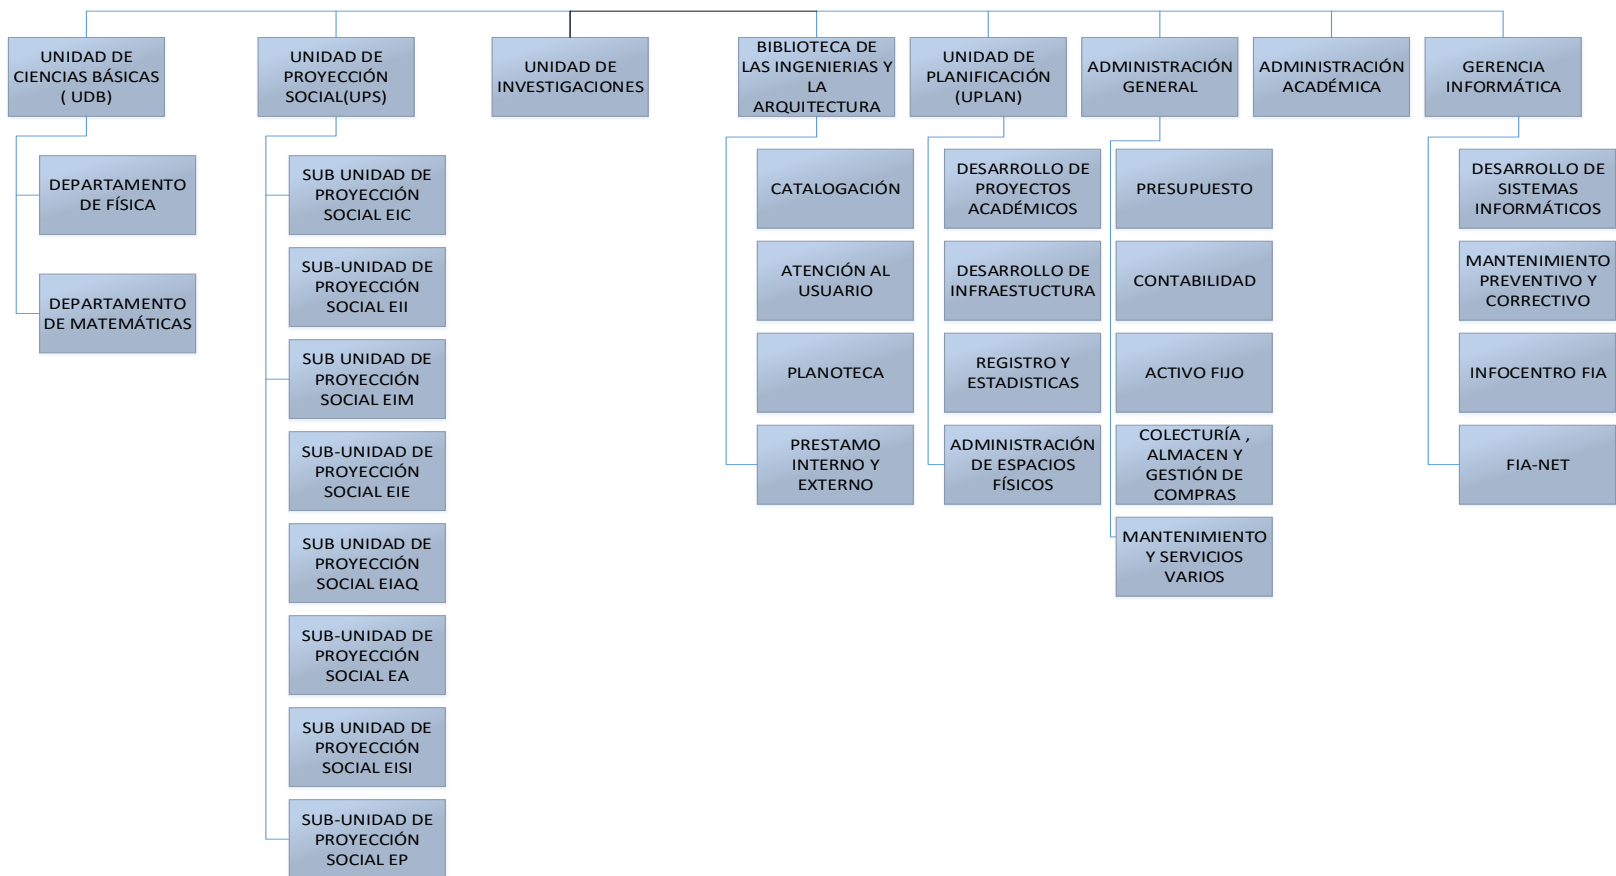 UNIDAD DE
CIENCIAS BÁSICAS
( UDB)
UNIDAD DE
PROYECCIÓN
SOCIAL(UPS)
UNIDAD DE
INVESTIGACIONES
BIBLIOTECA DE
LAS INGENIERIAS Y
LA
ARQUITECTURA
UNIDAD DE
PLANIFICACIÓN
(UPLAN)
ADMINISTRACIÓN
GENERAL
ADMINISTRACIÓN
ACADÉMICA
GERENCIA
INFORMÁTICA
DEPARTAMENTO
DE FÍSICA
DEPARTAMENTO
DE MATEMÁTICAS
SUB UNIDAD DE
PROYECCIÓN
SOCIAL EIC
SUB-UNIDAD DE
PROYECCIÓN
SOCIAL EII
SUB UNIDAD DE
PROYECCIÓN
SOCIAL EIM
SUB-UNIDAD DE
PROYECCIÓN
SOCIAL EIE
SUB UNIDAD DE
PROYECCIÓN
SOCIAL EIAQ
SUB-UNIDAD DE
PROYECCIÓN
SOCIAL EA
SUB UNIDAD DE
PROYECCIÓN
SOCIAL EISI
SUB-UNIDAD DE
PROYECCIÓN
SOCIAL EP
CATALOGACIÓN
ATENCIÓN AL
USUARIO
PLANOTECA
PRESTAMO
INTERNO Y
EXTERNO
DESARROLLO DE
PROYECTOS
ACADÉMICOS
DESARROLLO DE
INFRAESTUCTURA
REGISTRO Y
ESTADISTICAS
ADMINISTRACIÓN
DE ESPACIOS
FÍSICOS
PRESUPUESTO
CONTABILIDAD
ACTIVO FIJO
COLECTURÍA ,
ALMACEN Y
GESTIÓN DE
COMPRAS
MANTENIMIENTO
Y SERVICIOS
VARIOS
DESARROLLO DE
SISTEMAS
INFORMÁTICOS
MANTENIMIENTO
PREVENTIVO Y
CORRECTIVO
INFOCENTRO FIA
FIA-NET